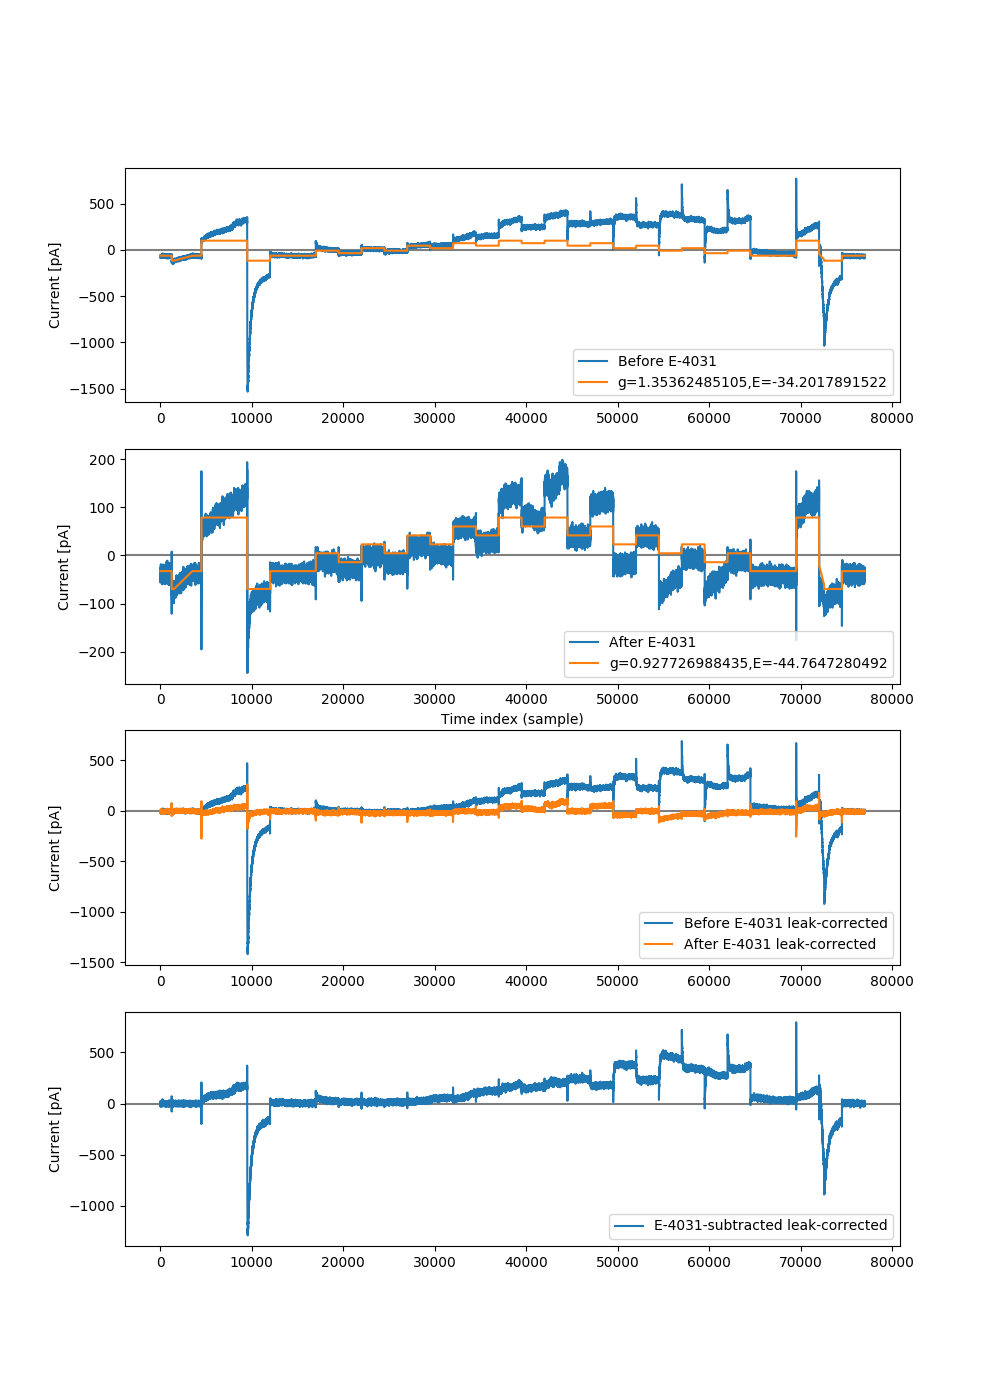 500
0
−500
−1000
−1500
Current [pA]
Before E-4031
g=1.35362485105,E=-34.2017891522
0 10000 20000 30000 40000 50000 60000 70000 80000
200
100
0
−100
−200
Current [pA]
After E-4031
g=0.927726988435,E=-44.7647280492
0 10000 20000 30000 40000 50000 60000 70000 80000
Time index (sample)
500
0
−500
−1000
−1500
Current [pA]
Before E-4031 leak-corrected
After E-4031 leak-corrected
0 10000 20000 30000 40000 50000 60000 70000 80000
500
0
−500
−1000
Current [pA]
E-4031-subtracted leak-corrected
0 10000 20000 30000 40000 50000 60000 70000 80000